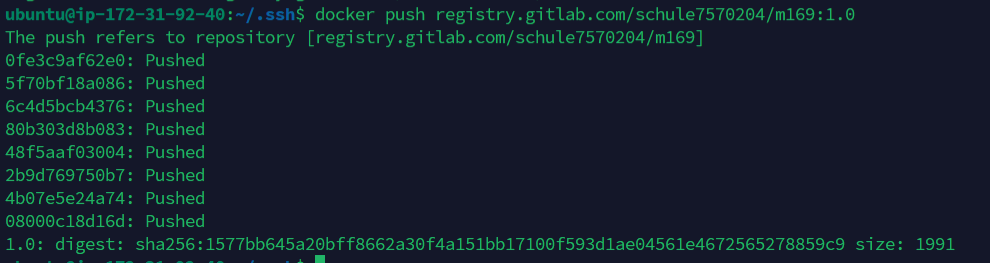 ubuntu@ip-172-31-92-40:~/.ssh$ docker push registry.gitlab.com/schule7570204/m169:1.0
The push refers to repository [registry.gitlab.com/schule7570204/m169]
0fe3c9af62e0: Pushed
5f70bf18a086: Pushed
6c4d5bcb4376: Pushed
80b303d8b083: Pushed
48f5aaf03004: Pushed
2b9d769750b7: Pushed
4b07e5e24a74: Pushed
08000c18d16d: Pushed
1.0: digest: sha256:1577bb645a20bff8662a30f4a151bb17100f593d1ae04561e4672565278859c9 size: 1991